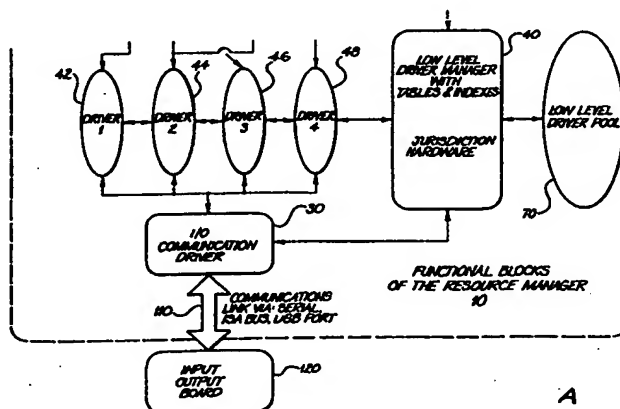 42
44
46
48
40
DRIVER
1
DRIVER
2
DRIVER
3
DRIVER
4
LOW LEVEL
DRIVER MANAGER
WITH
TABLES & INDEXES
JURISDICTION
HARDWARE
LOW LEVEL
DRIVER POOL
70
30
I/O
COMMUNICATION
DRIVER
FUNCTIONAL BLOCKS
OF THE RESOURCE MANAGER
10
110
COMMUNICATIONS
LINK VIA: SERIAL,
ISA BUS, USB PORT
INPUT
OUTPUT
BOARD
120
A